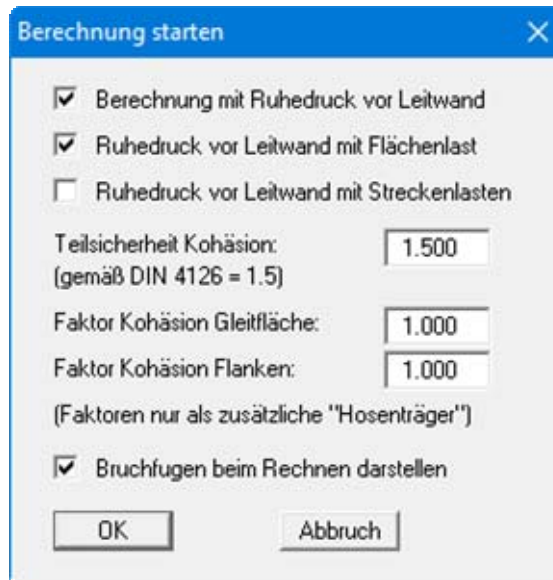 Berechnung starten
Berechnung mit Ruhedruck vor Leitwand
Ruhedruck vor Leitwand mit Flächenlast
Ruhedruck vor Leitwand mit Streckenlasten
Teilsicherheit Kohäsion: 1.500
(gemäß DIN 4126 = 1.5)
Faktor Kohäsion Gleitfläche: 1.000
Faktor Kohäsion Flanken: 1.000
(Faktoren nur als zusätzliche "Hosenträger")
Bruchfugen beim Rechnen darstellen
OK Abbruch